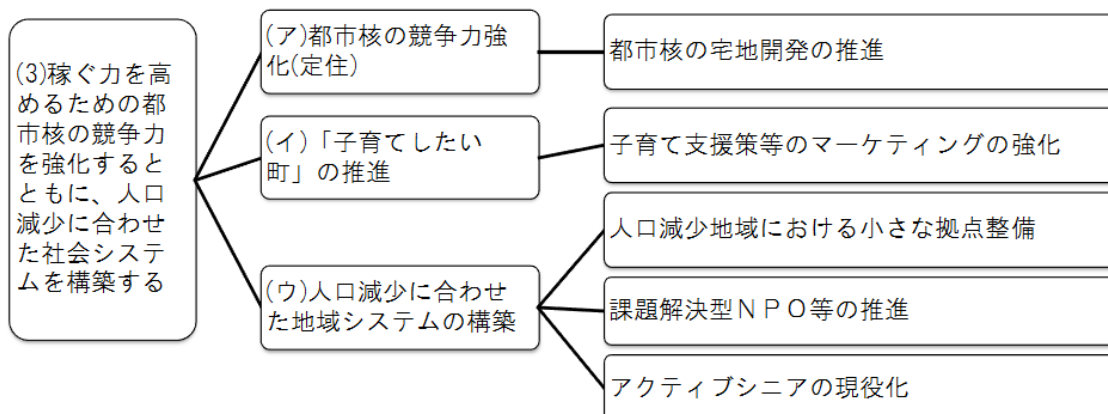 (3)稼ぐ力を高
めるための都
市核の競争力
を強化すると
ともに、人口
減少に合わせ
た社会システ
ムを構築する
(ア)都市核の競争力強
化(定住)
都市核の宅地開発の推進
(イ)「子育てしたい
町」の推進
子育て支援策等のマーケティングの強化
(ウ)人口減少に合わせ
た地域システムの構築
人口減少地域における小さな拠点整備
課題解決型ＮＰＯ等の推進
アクティブシニアの現役化